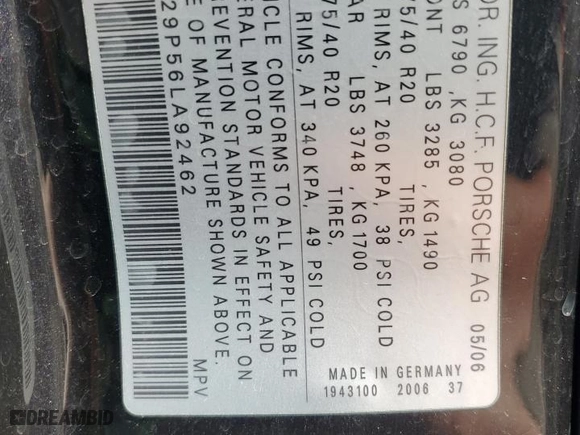 DR. ING. H.C.F. PORSCHE AG 05/06
S 6790 ,KG 3080
ONT LBS 3285 , KG 1490
5/40 R20 TIRES,
RIMS, AT 260 KPA, 38 PSI COLD
AR LBS 3748 , KG 1700
75/40 R20 TIRES,
RIMS, AT 340 KPA, 49 PSI COLD
HICLE CONFORMS TO ALL APPLICABLE
ERAL MOTOR VEHICLE SAFETY AND
EVENTION STANDARDS IN EFFECT ON
E OF MANUFACTURE SHOWN ABOVE.
29P56LA92462 MPV
MADE IN GERMANY
1943100 2006 37
DREAMBID